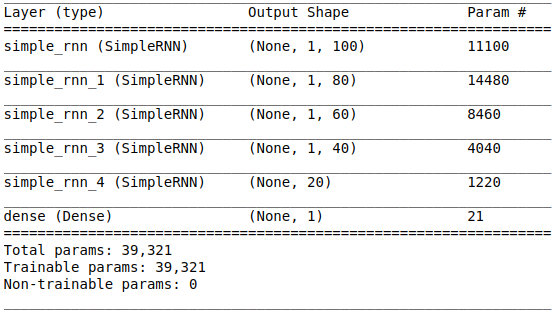 Layer (type) Output Shape Param #
simple_rnn (SimpleRNN) (None, 1, 100) 11100
simple_rnn_1 (SimpleRNN) (None, 1, 80) 14480
simple_rnn_2 (SimpleRNN) (None, 1, 60) 8460
simple_rnn_3 (SimpleRNN) (None, 1, 40) 4040
simple_rnn_4 (SimpleRNN) (None, 20) 1220
dense (Dense) (None, 1) 21
Total params: 39,321
Trainable params: 39,321
Non-trainable params: 0